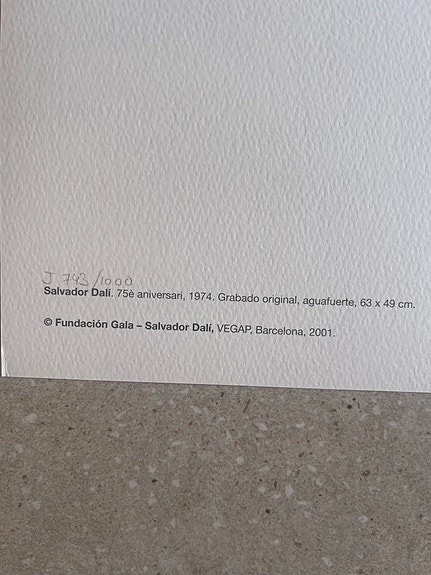 J 743/1000
Salvador Dalí. 75è aniversari, 1974. Grabado original, aguafuerte, 63 x 49 cm.
© Fundación Gala – Salvador Dalí, VEGAP, Barcelona, 2001.